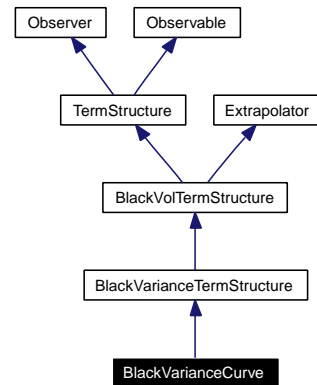 Observer
Observable
TermStructure
Extrapolator
BlackVolTermStructure
BlackVarianceTermStructure
BlackVarianceCurve